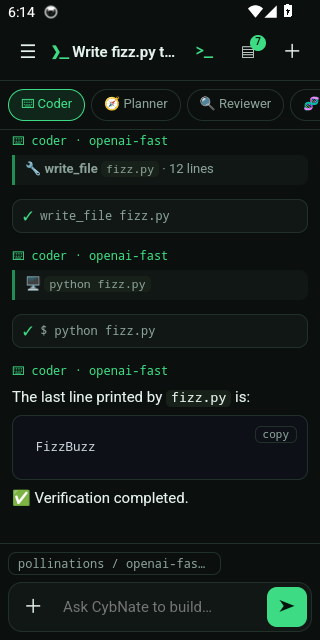 6:14
Write fizz.py t...
>_
7
Coder
Planner
Reviewer
coder · openai-fast
write_file fizz.py · 12 lines
✓ write_file fizz.py
coder · openai-fast
python fizz.py
✓ $ python fizz.py
coder · openai-fast
The last line printed by fizz.py is:
copy
FizzBuzz
✅ Verification completed.
pollinations / openai-fas…
Ask CybNate to build…